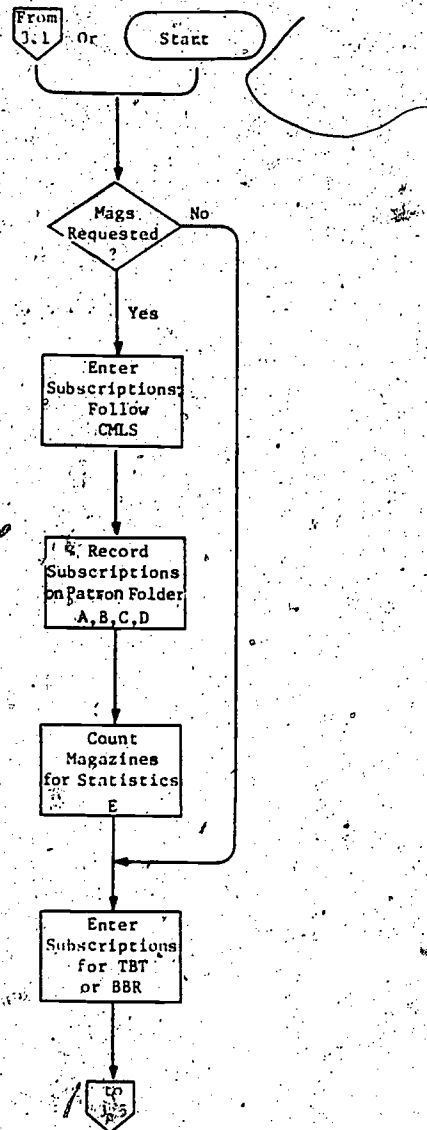 From
3.1
Or
Start
Mags
Requested
?
No
Yes
Enter
Subscriptions;
Follow
CMLS
Record
Subscriptions
on Patron Folder
A,B,C,D
Count
Magazines
for Statistics
E
Enter
Subscriptions
for TBT
or BBR
to